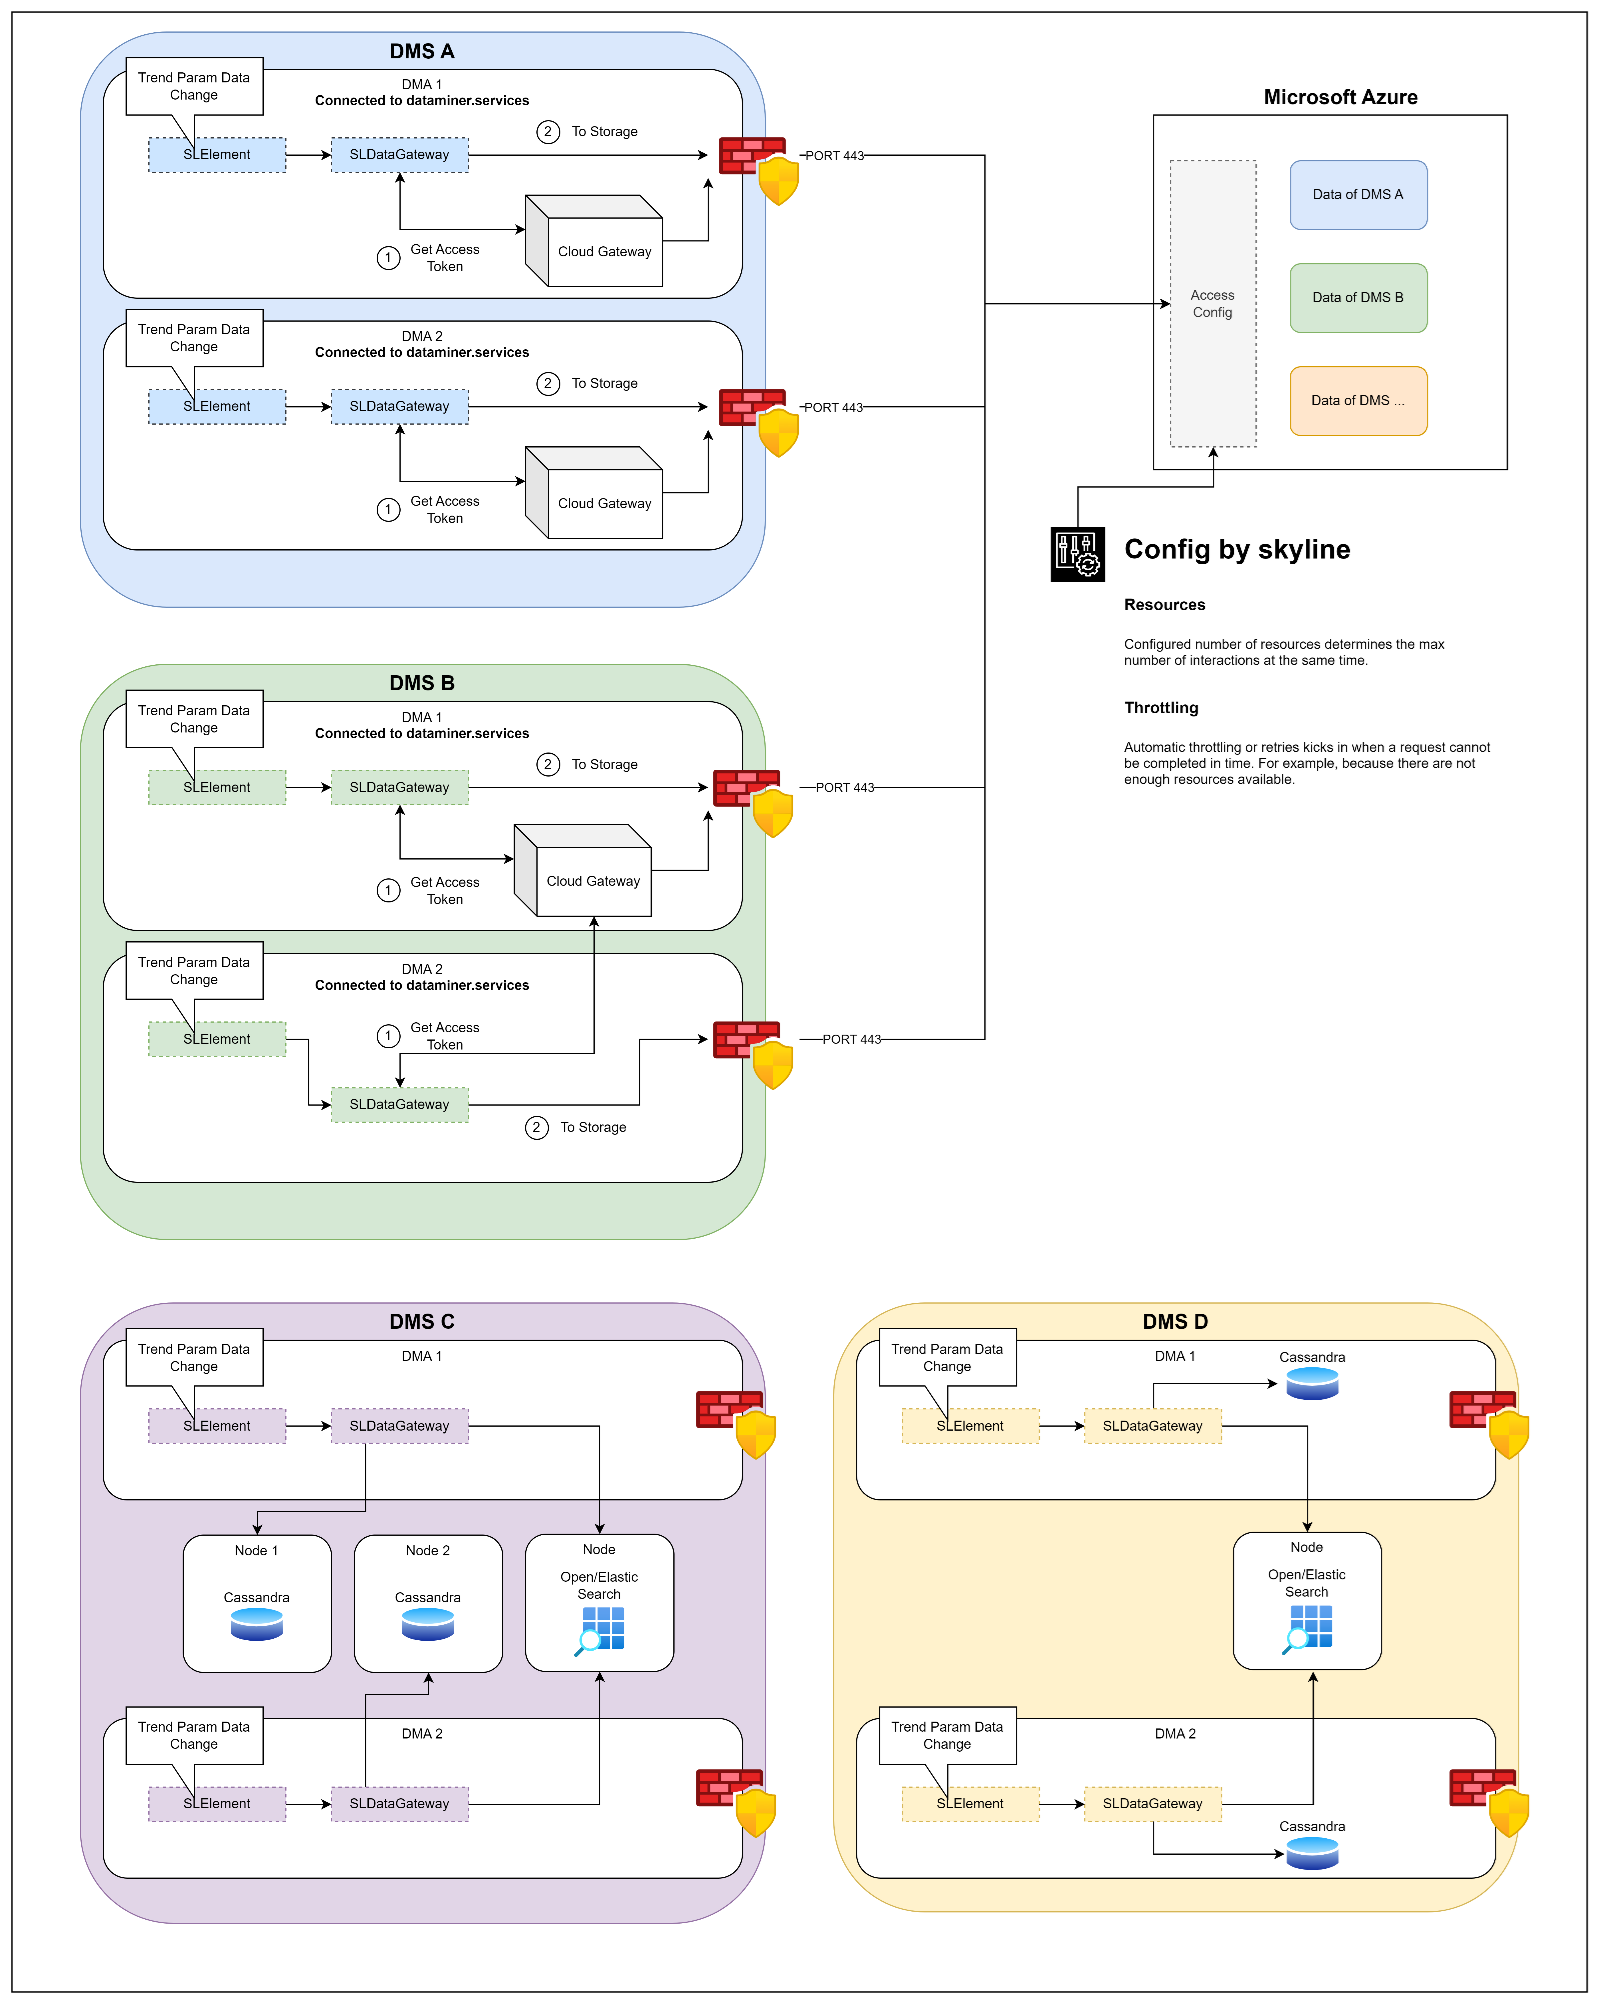 DMS A
Trend Param Data
Change
DMA 1
Connected to dataminer.services
SLElement
SLDataGateway
2
To Storage
PORT 443
1
Get Access
Token
Cloud Gateway
Trend Param Data
Change
DMA 2
Connected to dataminer.services
SLElement
SLDataGateway
2
To Storage
PORT 443
1
Get Access
Token
Cloud Gateway
Microsoft Azure
Access
Config
Data of DMS A
Data of DMS B
Data of DMS ...
Config by skyline
Resources
Configured number of resources determines the max
number of interactions at the same time.
Throttling
Automatic throttling or retries kicks in when a request cannot
be completed in time. For example, because there are not
enough resources available.
DMS B
Trend Param Data
Change
DMA 1
Connected to dataminer.services
SLElement
SLDataGateway
2
To Storage
PORT 443
1
Get Access
Token
Cloud Gateway
Trend Param Data
Change
DMA 2
Connected to dataminer.services
SLElement
1
Get Access
Token
PORT 443
SLDataGateway
2
To Storage
DMS C
Trend Param Data
Change
DMA 1
SLElement
SLDataGateway
Node 1
Cassandra
Node 2
Cassandra
Node
Open/Elastic
Search
Trend Param Data
Change
DMA 2
SLElement
SLDataGateway
DMS D
Trend Param Data
Change
DMA 1
Cassandra
SLElement
SLDataGateway
Node
Open/Elastic
Search
Trend Param Data
Change
DMA 2
SLElement
SLDataGateway
Cassandra